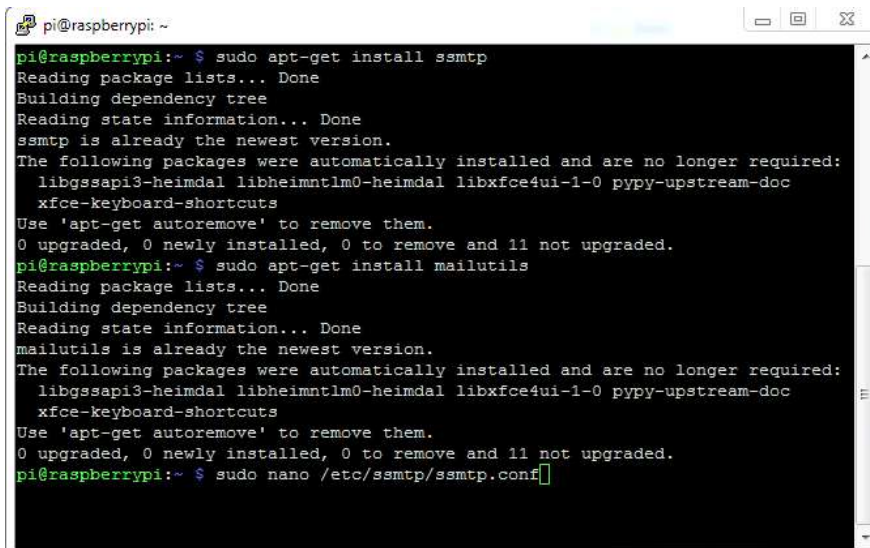 pi@raspberrypi: ~
pi@raspberrypi:~ $ sudo apt-get install ssmtp
Reading package lists... Done
Building dependency tree
Reading state information... Done
ssmtp is already the newest version.
The following packages were automatically installed and are no longer required:
  libgssapi3-heimdal libheimntlm0-heimdal libxfce4ui-1-0 pypy-upstream-doc
  xfce-keyboard-shortcuts
Use 'apt-get autoremove' to remove them.
0 upgraded, 0 newly installed, 0 to remove and 11 not upgraded.
pi@raspberrypi:~ $ sudo apt-get install mailutils
Reading package lists... Done
Building dependency tree
Reading state information... Done
mailutils is already the newest version.
The following packages were automatically installed and are no longer required:
  libgssapi3-heimdal libheimntlm0-heimdal libxfce4ui-1-0 pypy-upstream-doc
  xfce-keyboard-shortcuts
Use 'apt-get autoremove' to remove them.
0 upgraded, 0 newly installed, 0 to remove and 11 not upgraded.
pi@raspberrypi:~ $ sudo nano /etc/ssmtp/ssmtp.conf